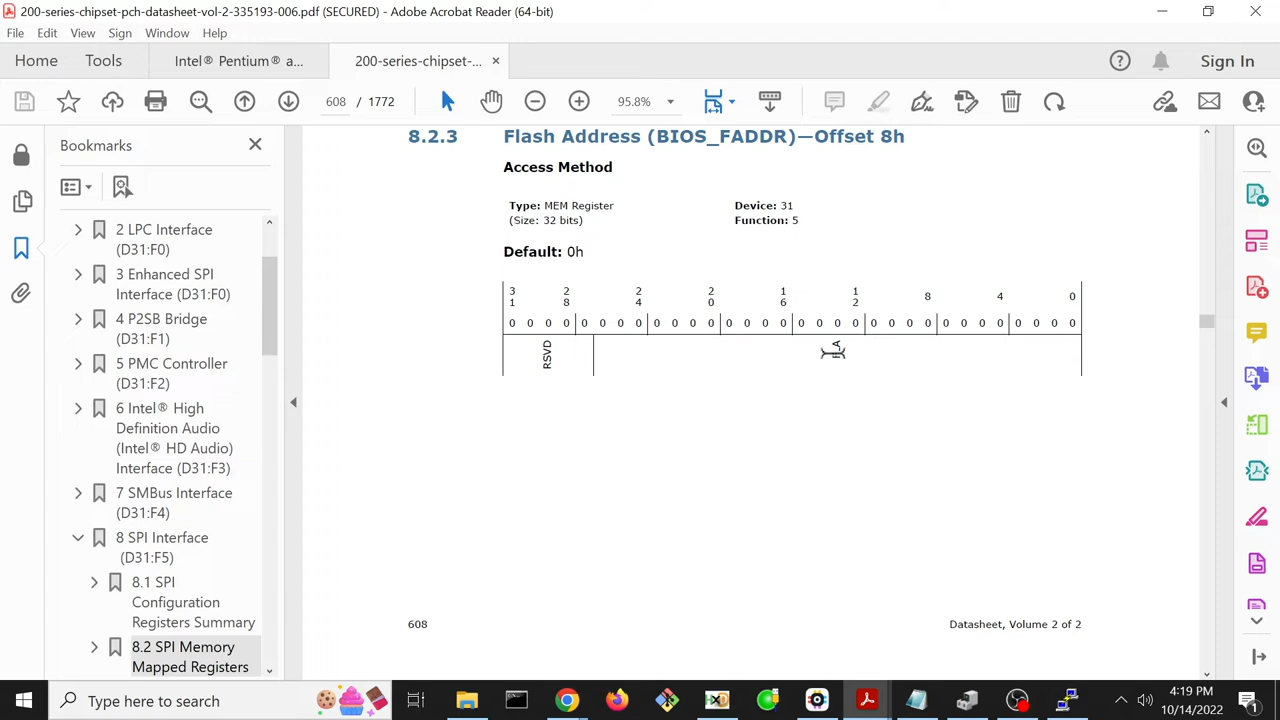 200-series-chipset-pch-datasheet-vol-2-335193-006.pdf (SECURED) - Adobe Acrobat Reader (64-bit)
File Edit View Sign Window Help
Home Tools Intel® Pentium® a... 200-series-chipset-... ×
Sign In
608 / 1772 95.8%
Bookmarks
2 LPC Interface
(D31:F0)
3 Enhanced SPI
Interface (D31:F0)
4 P2SB Bridge
(D31:F1)
5 PMC Controller
(D31:F2)
6 Intel® High
Definition Audio
(Intel® HD Audio)
Interface (D31:F3)
7 SMBus Interface
(D31:F4)
8 SPI Interface
(D31:F5)
8.1 SPI
Configuration
Registers Summary
8.2 SPI Memory
Mapped Registers
8.2.3 Flash Address (BIOS_FADDR)—Offset 8h
Access Method
Type: MEM Register Device: 31
(Size: 32 bits) Function: 5
Default: 0h
3 2 2 2 1 1
1 8 4 0 6 2 8 4 0
0 0 0 0 0 0 0 0 0 0 0 0 0 0 0 0 0 0 0 0 0 0 0 0 0 0 0 0 0 0 0 0
RSVD
608 Datasheet, Volume 2 of 2
Type here to search
4:19 PM
10/14/2022
1